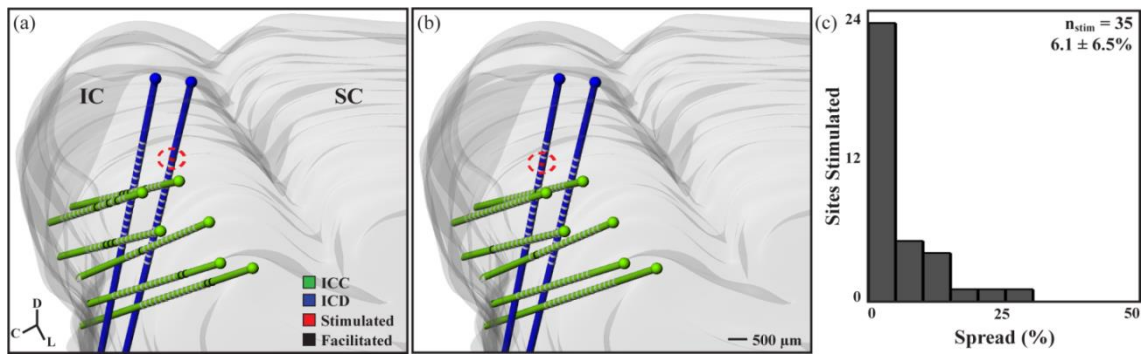 (a)
IC
SC
D
C
L
ICC
ICD
Stimulated
Facilitated
(b)
500 µm
(c)
24
12
0
Sites Stimulated
n_stim = 35
6.1 ± 6.5%
0
25
50
Spread (%)